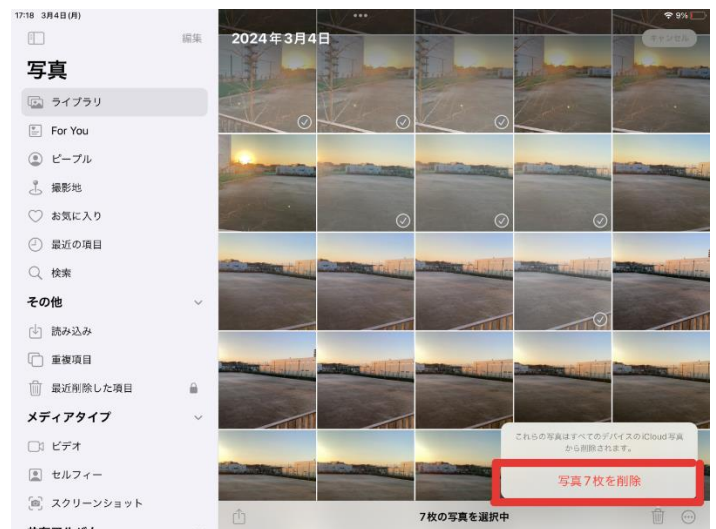 17:18 3月4日(月)
9%
編集
2024年3月4日
キャンセル
写真
ライブラリ
For You
ピープル
撮影地
お気に入り
最近の項目
検索
その他
読み込み
重複項目
最近削除した項目
メディアタイプ
ビデオ
セルフィー
スクリーンショット
これらの写真はすべてのデバイスのiCloud写真
から削除されます。
写真7枚を削除
7枚の写真を選択中